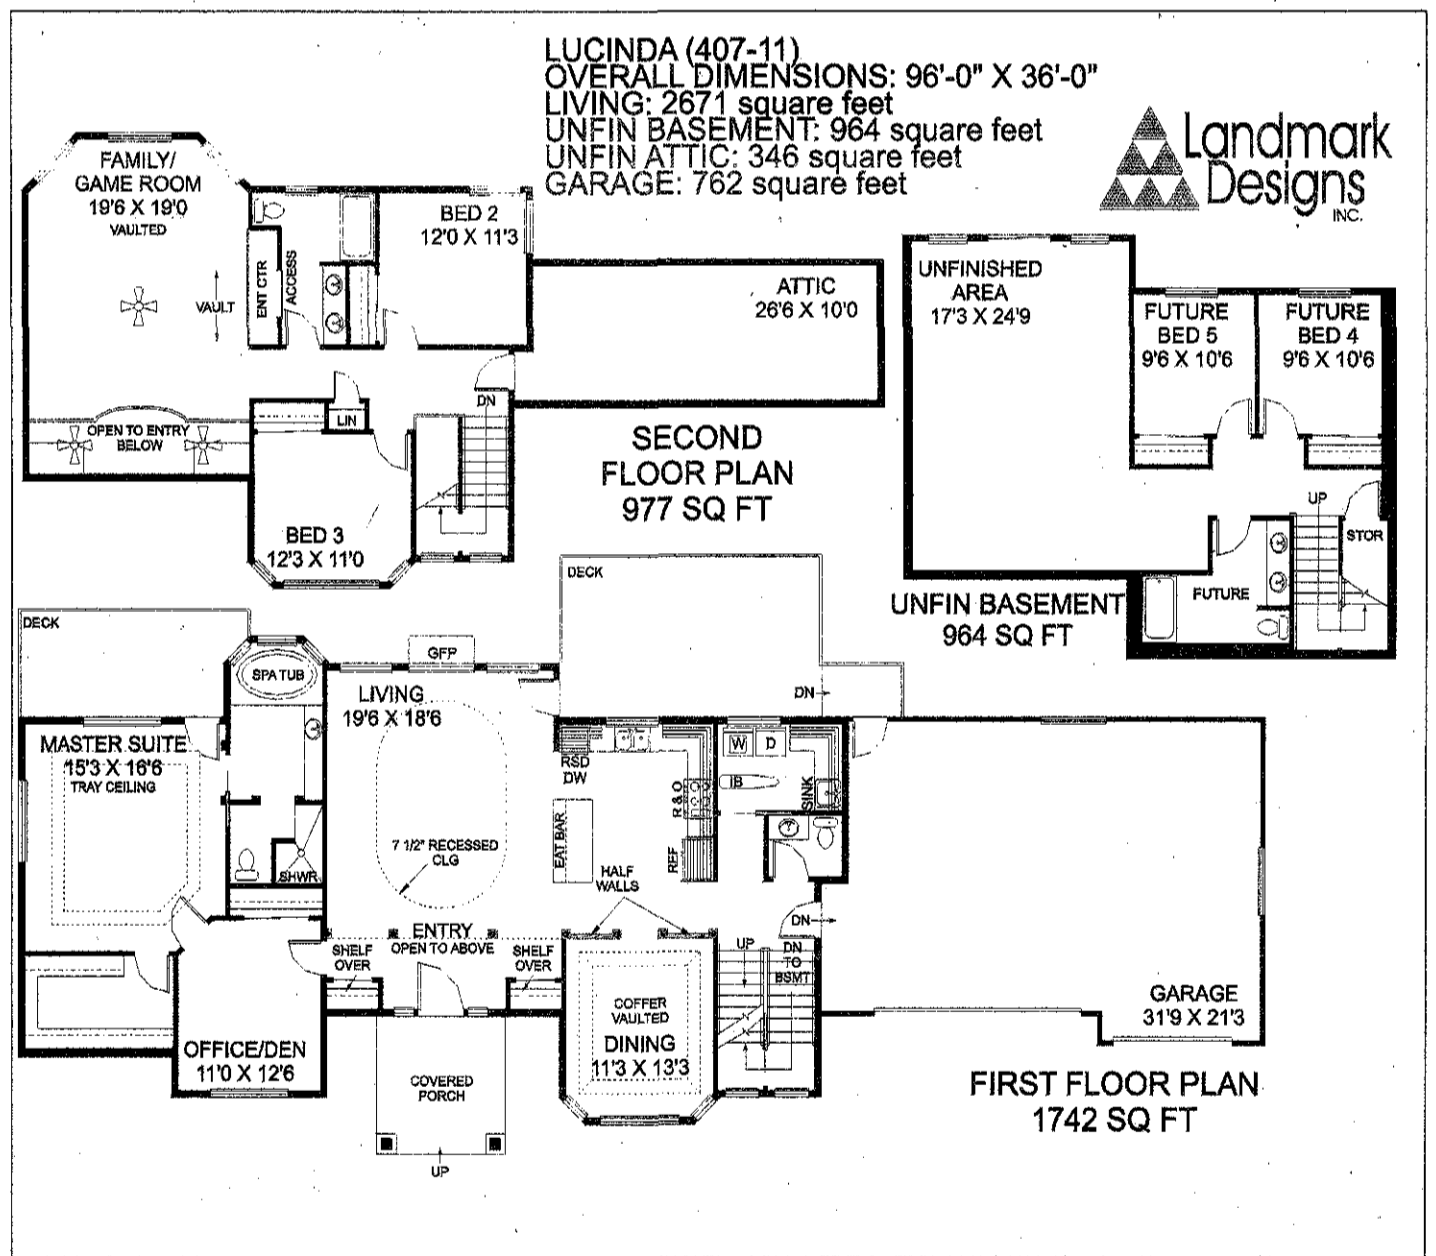 LUCINDA (407-11)
OVERALL DIMENSIONS: 96'-0" X 36'-0"
LIVING: 2671 square feet
UNFIN BASEMENT: 964 square feet
UNFIN ATTIC: 346 square feet
GARAGE: 762 square feet
Landmark
Designs
INC.
FAMILY/
GAME ROOM
19'6 X 19'0
VAULTED
VAULT
ENT CTR
ACCESS
BED 2
12'0 X 11'3
ATTIC
26'6 X 10'0
DN
LIN
OPEN TO ENTRY
BELOW
BED 3
12'3 X 11'0
SECOND
FLOOR PLAN
977 SQ FT
UNFINISHED
AREA
17'3 X 24'9
FUTURE
BED 5
9'6 X 10'6
FUTURE
BED 4
9'6 X 10'6
UP
STOR
FUTURE
UNFIN BASEMENT
964 SQ FT
DECK
DECK
DN
SPA TUB
GFP
LIVING
19'6 X 18'6
MASTER SUITE
15'3 X 16'6
TRAY CEILING
RSD
DW
W
D
IB
SINK
R & O
EAT BAR
REF
7 1/2" RECESSED
CLG
SHWR
HALF
WALLS
ENTRY
OPEN TO ABOVE
SHELF
OVER
SHELF
OVER
DN
UP
DN
TO
BSMT
COFFER
VAULTED
DINING
11'3 X 13'3
GARAGE
31'9 X 21'3
OFFICE/DEN
11'0 X 12'6
COVERED
PORCH
UP
FIRST FLOOR PLAN
1742 SQ FT